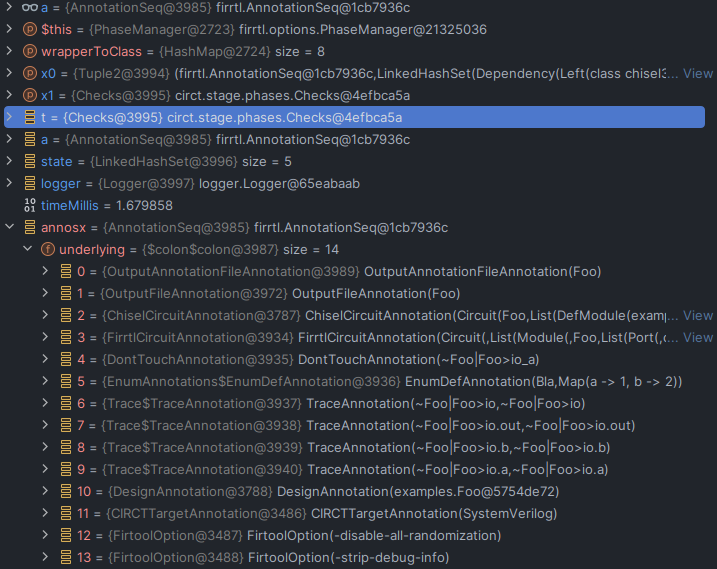 a = {AnnotationSeq@3985} firrtl.AnnotationSeq@1cb7936c
$this = {PhaseManager@2723} firrtl.options.PhaseManager@21325036
wrapperToClass = {HashMap@2724} size = 8
x0 = {Tuple2@3994} (firrtl.AnnotationSeq@1cb7936c,LinkedHashSet(Dependency(Left(class chisel3... View
x1 = {Checks@3995} circt.stage.phases.Checks@4efbca5a
t = {Checks@3995} circt.stage.phases.Checks@4efbca5a
a = {AnnotationSeq@3985} firrtl.AnnotationSeq@1cb7936c
state = {LinkedHashSet@3996} size = 5
logger = {Logger@3997} logger.Logger@65eabaab
timeMillis = 1.679858
annosx = {AnnotationSeq@3985} firrtl.AnnotationSeq@1cb7936c
underlying = {$colon$colon@3987} size = 14
0 = {OutputAnnotationFileAnnotation@3989} OutputAnnotationFileAnnotation(Foo)
1 = {OutputFileAnnotation@3972} OutputFileAnnotation(Foo)
2 = {ChiselCircuitAnnotation@3787} ChiselCircuitAnnotation(Circuit(Foo,List(DefModule(exam... View
3 = {FirrtlCircuitAnnotation@3934} FirrtlCircuitAnnotation(Circuit(,List(Module(,Foo,List(Port(,... View
4 = {DontTouchAnnotation@3935} DontTouchAnnotation(~Foo|Foo>io_a)
5 = {EnumAnnotations$EnumDefAnnotation@3936} EnumDefAnnotation(Bla,Map(a -> 1, b -> 2))
6 = {Trace$TraceAnnotation@3937} TraceAnnotation(~Foo|Foo>io,~Foo|Foo>io)
7 = {Trace$TraceAnnotation@3938} TraceAnnotation(~Foo|Foo>io.out,~Foo|Foo>io.out)
8 = {Trace$TraceAnnotation@3939} TraceAnnotation(~Foo|Foo>io.b,~Foo|Foo>io.b)
9 = {Trace$TraceAnnotation@3940} TraceAnnotation(~Foo|Foo>io.a,~Foo|Foo>io.a)
10 = {DesignAnnotation@3788} DesignAnnotation(examples.Foo@5754de72)
11 = {CIRCTTargetAnnotation@3486} CIRCTTargetAnnotation(SystemVerilog)
12 = {FirtoolOption@3487} FirtoolOption(-disable-all-randomization)
13 = {FirtoolOption@3488} FirtoolOption(-strip-debug-info)